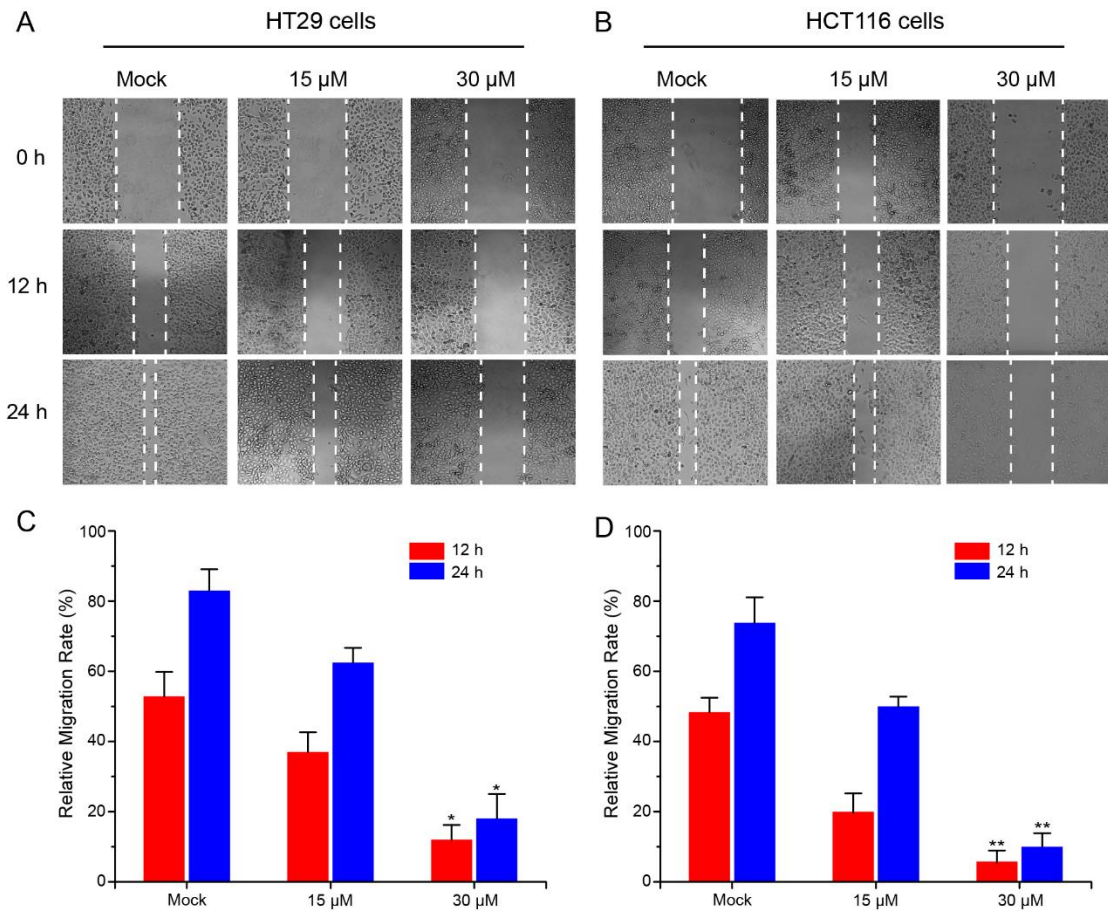 A
HT29 cells
Mock
15 µM
30 µM
B
HCT116 cells
Mock
15 µM
30 µM
0 h
12 h
24 h
C
100
80
60
40
20
0
Relative Migration Rate (%)
12 h
24 h
*
*
Mock
15 µM
30 µM
D
100
80
60
40
20
0
Relative Migration Rate (%)
12 h
24 h
**
**
Mock
15 µM
30 µM